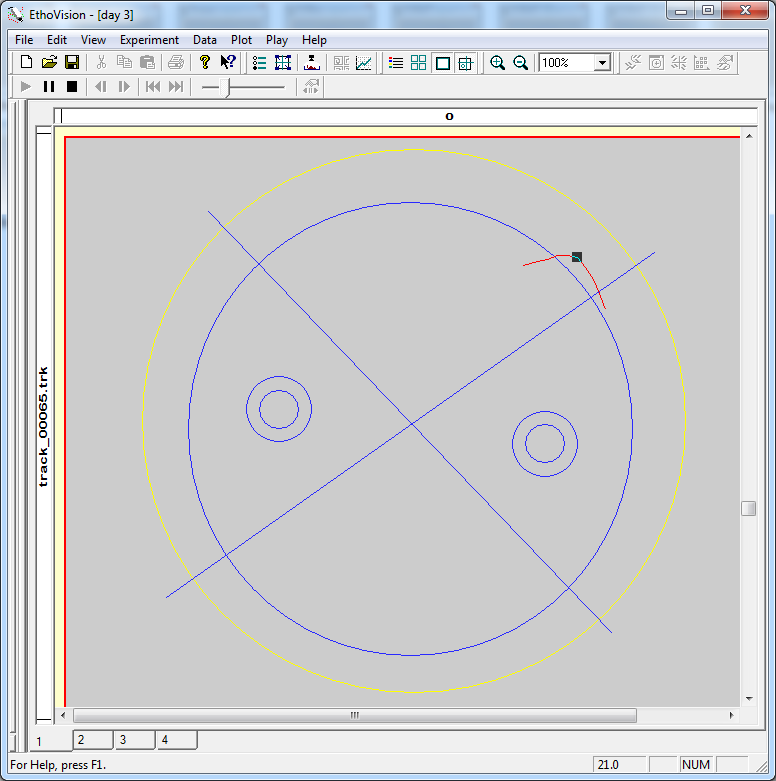 EthoVision - [day 3]
File Edit View Experiment Data Plot Play Help
100%
o
track_00065.trk
1 2 3 4
For Help, press F1.
21.0 NUM